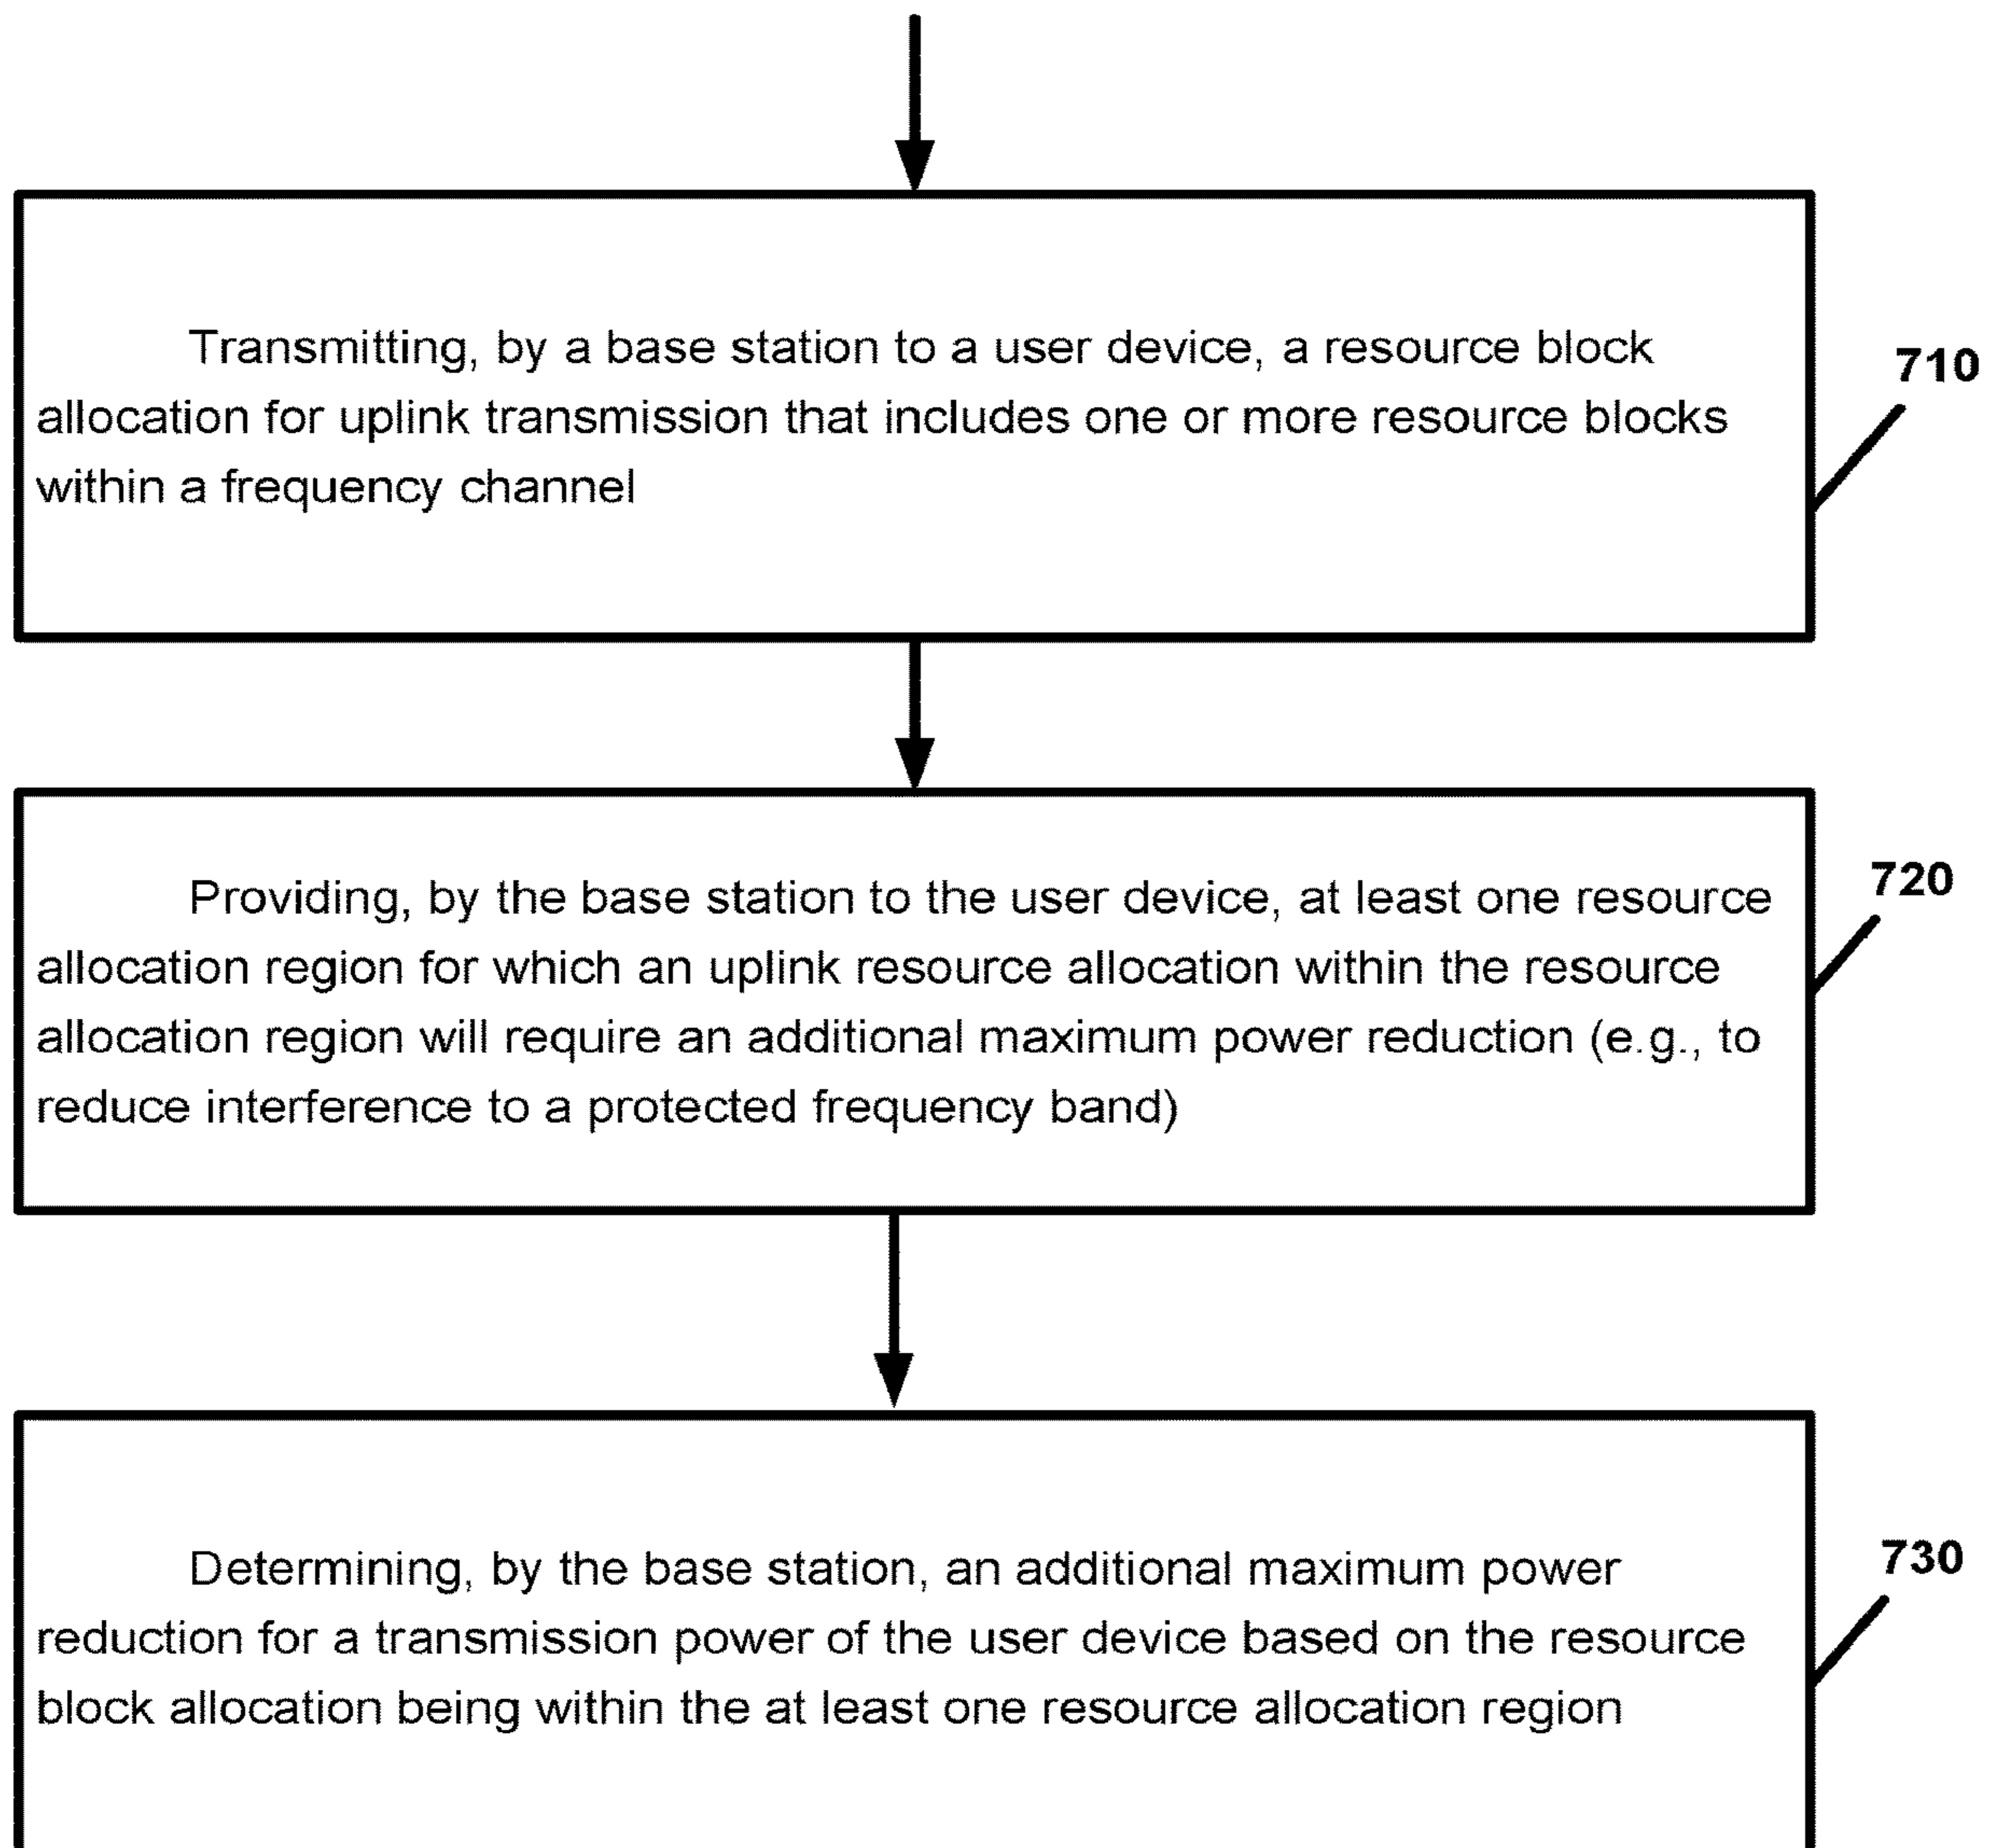 Transmitting, by a base station to a user device, a resource block
allocation for uplink transmission that includes one or more resource blocks
within a frequency channel
710
Providing, by the base station to the user device, at least one resource
allocation region for which an uplink resource allocation within the resource
allocation region will require an additional maximum power reduction (e.g., to
reduce interference to a protected frequency band)
720
Determining, by the base station, an additional maximum power
reduction for a transmission power of the user device based on the resource
block allocation being within the at least one resource allocation region
730